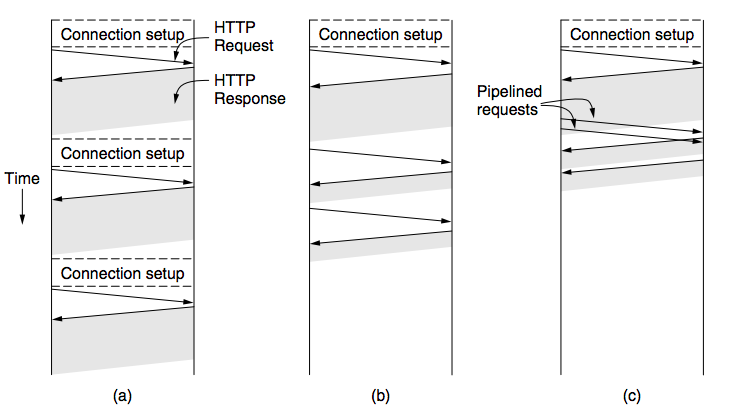 Connection setup
HTTP
Request
HTTP
Response
Connection setup
Time
Connection setup
(a)
Connection setup
(b)
Connection setup
Pipelined
requests
(c)